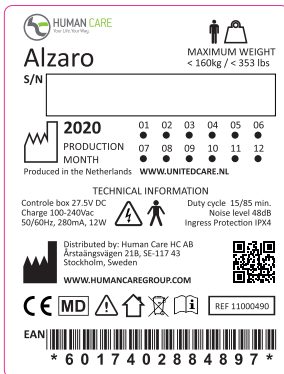 HUMAN CARE
Your Life. Your Way.
Alzaro
MAXIMUM WEIGHT
< 160kg / < 353 lbs
S/N
2020
PRODUCTION
MONTH
01 02 03 04 05 06
07 08 09 10 11 12
Produced in the Netherlands WWW.UNITEDCARE.NL
TECHNICAL INFORMATION
Controle box 27.5V DC
Charge 100-240Vac
50/60Hz, 280mA, 12W
Duty cycle 15/85 min.
Noise level 48dB
Ingress Protection IPX4
Distributed by: Human Care HC AB
Årstaängsvägen 21B, SE-117 43
Stockholm, Sweden
WWW.HUMANCAREGROUP.COM
CE MD REF 11000490
EAN
*6017402884897*